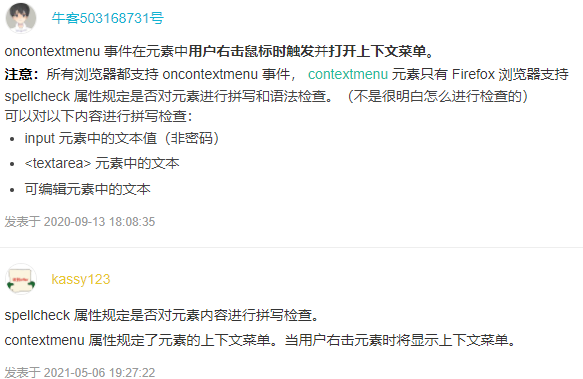 牛客503168731号
oncontextmenu 事件在元素中用户右击鼠标时触发并打开上下文菜单。
注意：所有浏览器都支持 oncontextmenu 事件， contextmenu 元素只有 Firefox 浏览器支持
spellcheck 属性规定是否对元素进行拼写和语法检查。（不是很明白怎么进行检查的）
可以对以下内容进行拼写检查：
• input 元素中的文本值（非密码）
• <textarea> 元素中的文本
• 可编辑元素中的文本
发表于 2020-09-13 18:08:35
kassy123
spellcheck 属性规定是否对元素内容进行拼写检查。
contextmenu 属性规定了元素的上下文菜单。当用户右击元素时将显示上下文菜单。
发表于 2021-05-06 19:27:22